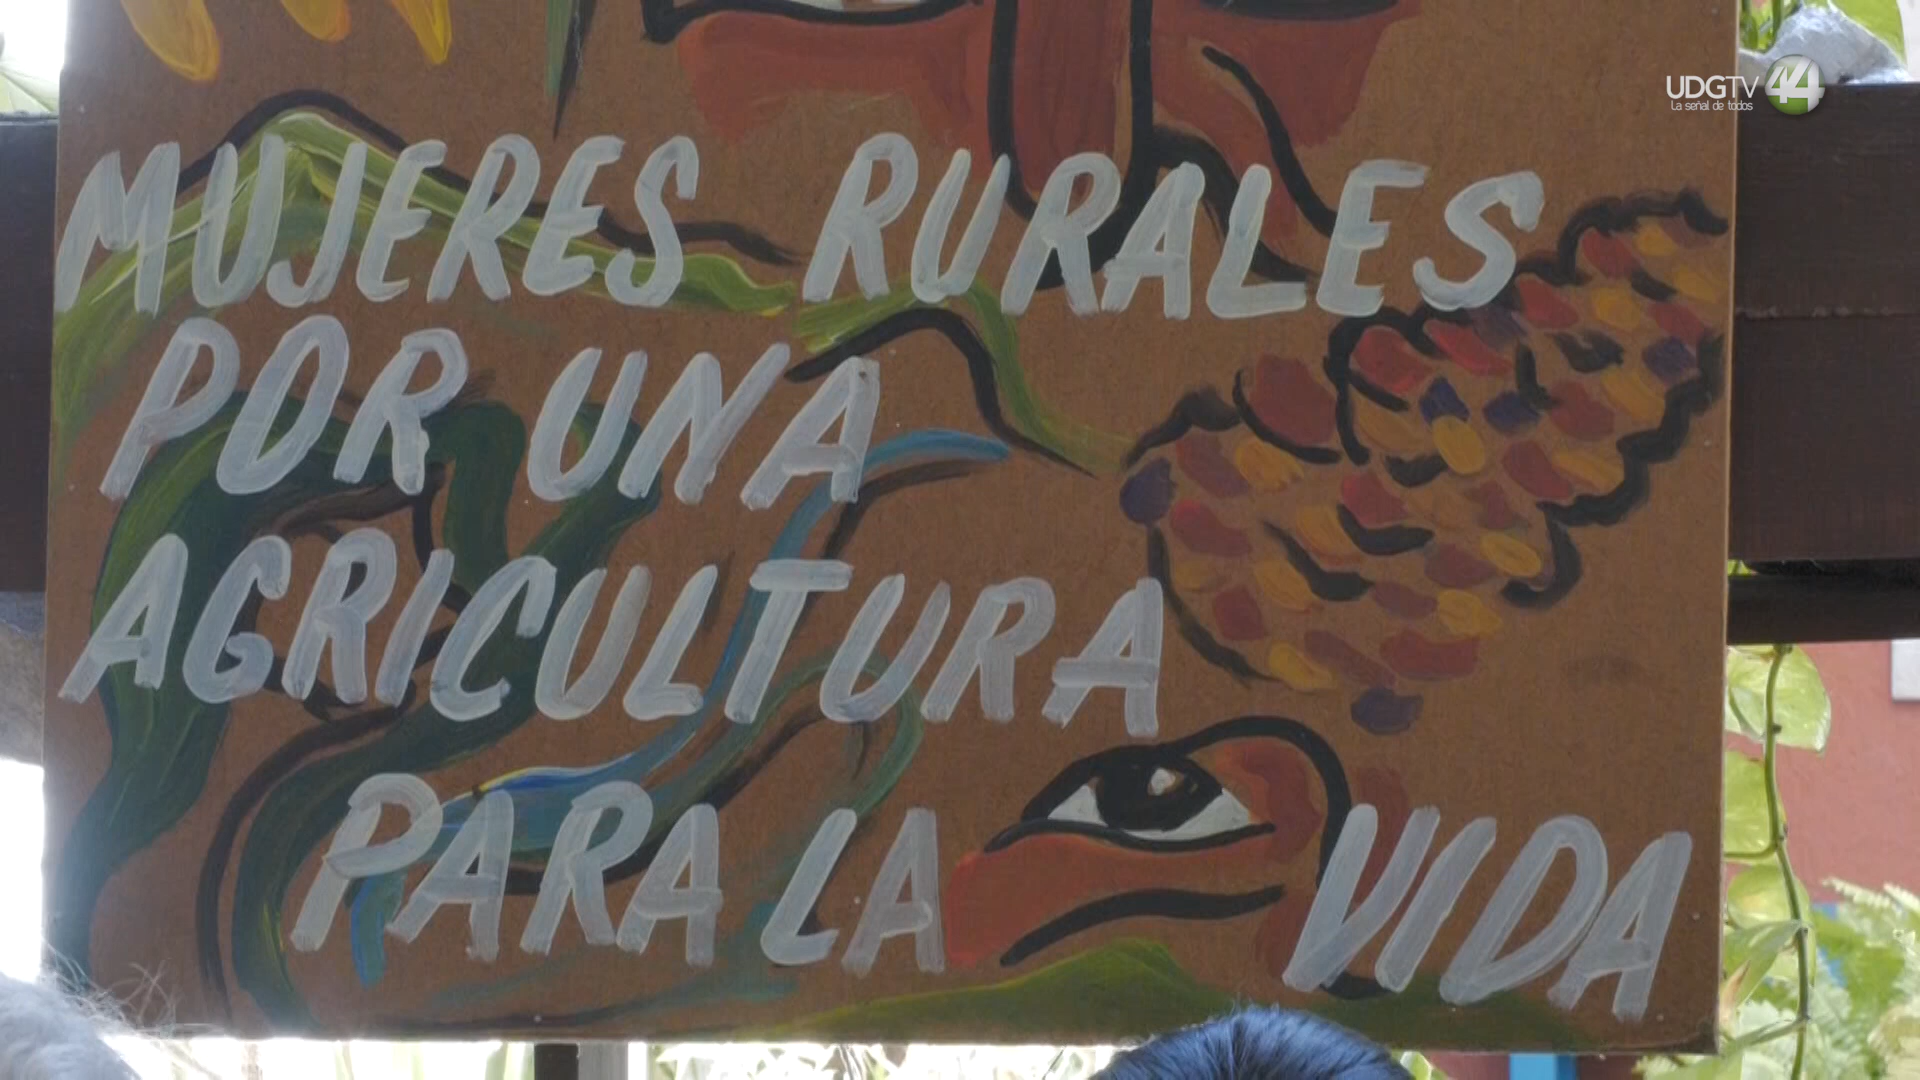 UDGTV 44
La señal de todos
MUJERES RURALES
POR UNA
AGRICULTURA
PARA LA VIDA